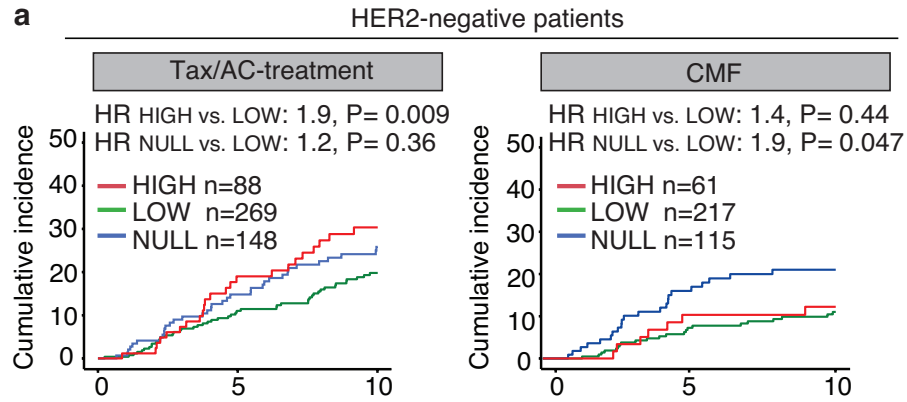 a
HER2-negative patients
Tax/AC-treatment
HR HIGH vs. LOW: 1.9, P= 0.009
HR NULL vs. LOW: 1.2, P= 0.36
Cumulative incidence
50
40
30
20
10
0
HIGH n=88
LOW n=269
NULL n=148
0 5 10
CMF
HR HIGH vs. LOW: 1.4, P= 0.44
HR NULL vs. LOW: 1.9, P= 0.047
Cumulative incidence
50
40
30
20
10
0
HIGH n=61
LOW n=217
NULL n=115
0 5 10